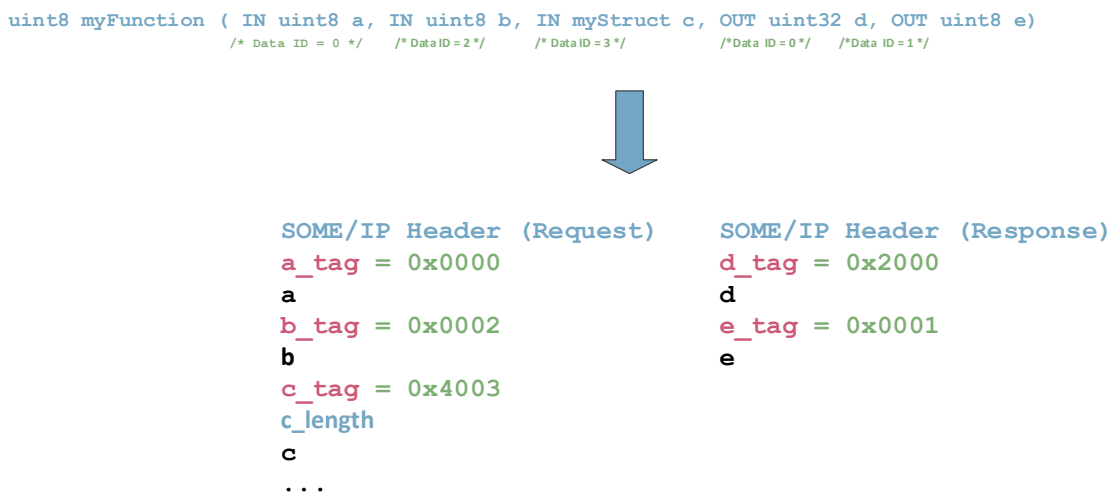 uint8 myFunction ( IN uint8 a, IN uint8 b, IN myStruct c, OUT uint32 d, OUT uint8 e)
/* Data ID = 0 */ /* Data ID = 2 */ /* Data ID = 3 */ /*Data ID = 0 */ /*Data ID = 1 */
SOME/IP Header (Request)
a_tag = 0x0000
a
b_tag = 0x0002
b
c_tag = 0x4003
c_length
c
...
SOME/IP Header (Response)
d_tag = 0x2000
d
e_tag = 0x0001
e